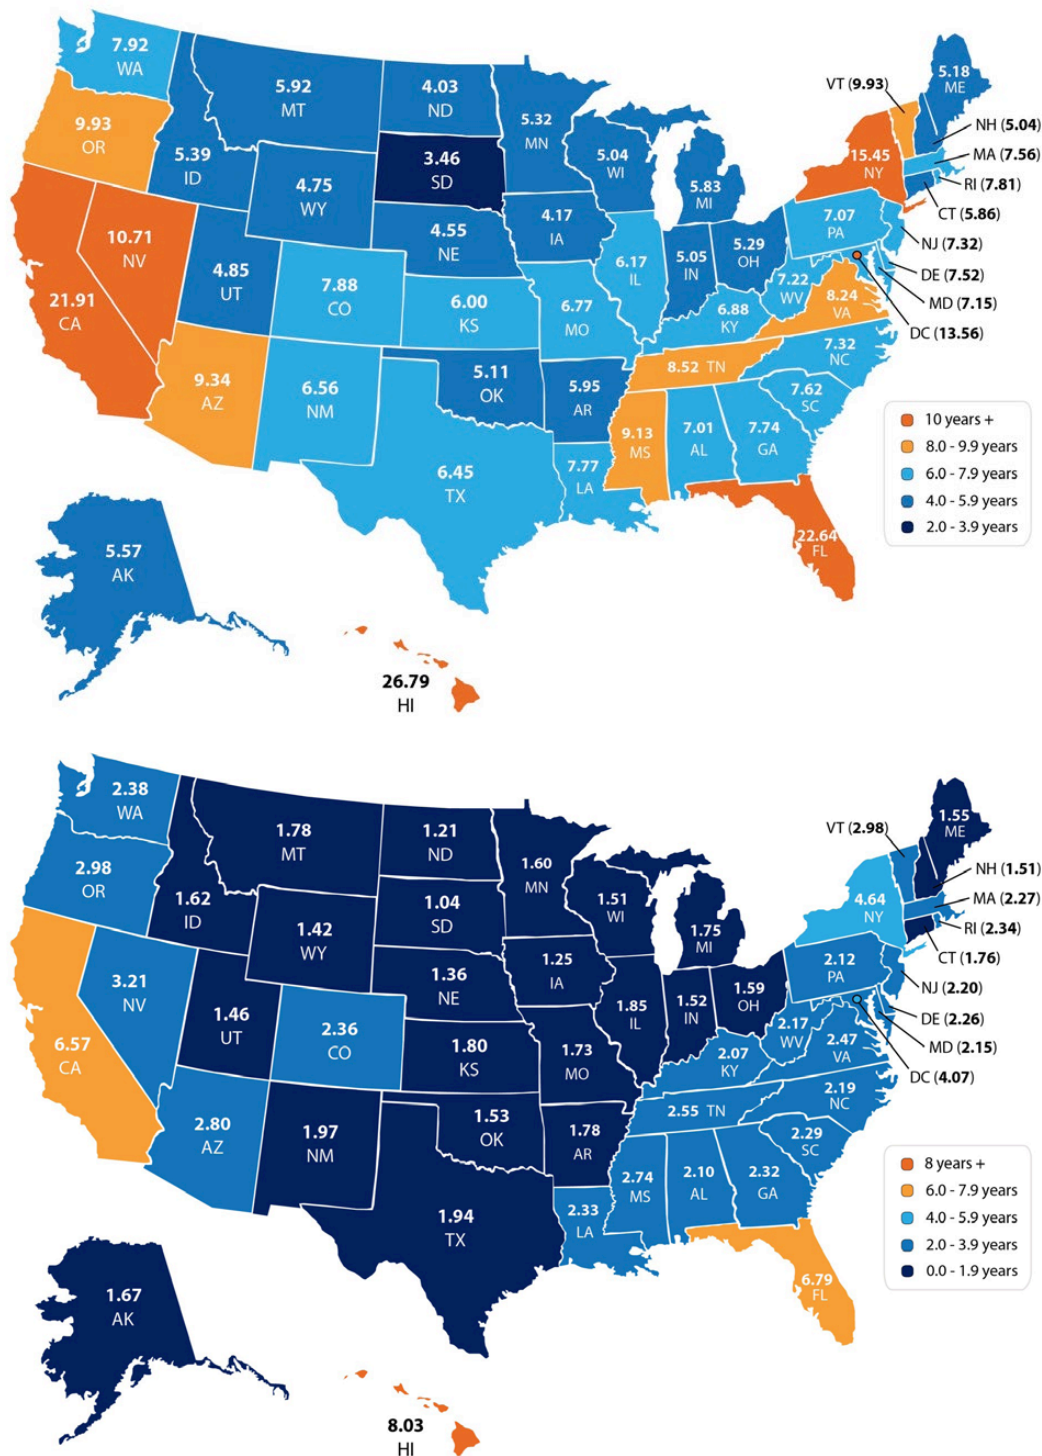 7.92
WA
9.93
OR
21.91
CA
10.71
NV
5.39
ID
5.92
MT
4.75
WY
4.85
UT
7.88
CO
9.34
AZ
6.56
NM
4.03
ND
3.46
SD
4.55
NE
6.00
KS
5.11
OK
6.45
TX
5.32
MN
4.17
IA
6.77
MO
5.95
AR
7.77
LA
5.04
WI
6.17
IL
5.83
MI
5.05
IN
5.29
OH
6.88
KY
8.52 TN
9.13
MS
7.01
AL
7.74
GA
22.64
FL
7.62
SC
7.32
NC
8.24
VA
7.22
WV
7.07
PA
15.45
NY
5.18
ME
VT (9.93)
NH (5.04)
MA (7.56)
RI (7.81)
CT (5.86)
NJ (7.32)
DE (7.52)
MD (7.15)
DC (13.56)
10 years +
8.0 - 9.9 years
6.0 - 7.9 years
4.0 - 5.9 years
2.0 - 3.9 years
5.57
AK
26.79
HI
2.38
WA
2.98
OR
6.57
CA
3.21
NV
1.62
ID
1.78
MT
1.42
WY
1.46
UT
2.36
CO
2.80
AZ
1.97
NM
1.21
ND
1.04
SD
1.36
NE
1.80
KS
1.53
OK
1.94
TX
1.60
MN
1.25
IA
1.73
MO
1.78
AR
2.33
LA
1.51
WI
1.85
IL
1.75
MI
1.52
IN
1.59
OH
2.07
KY
2.55 TN
2.74
MS
2.10
AL
2.32
GA
6.79
FL
2.29
SC
2.19
NC
2.47
VA
2.17
WV
2.12
PA
4.64
NY
1.55
ME
VT (2.98)
NH (1.51)
MA (2.27)
RI (2.34)
CT (1.76)
NJ (2.20)
DE (2.26)
MD (2.15)
DC (4.07)
8 years +
6.0 - 7.9 years
4.0 - 5.9 years
2.0 - 3.9 years
0.0 - 1.9 years
1.67
AK
8.03
HI